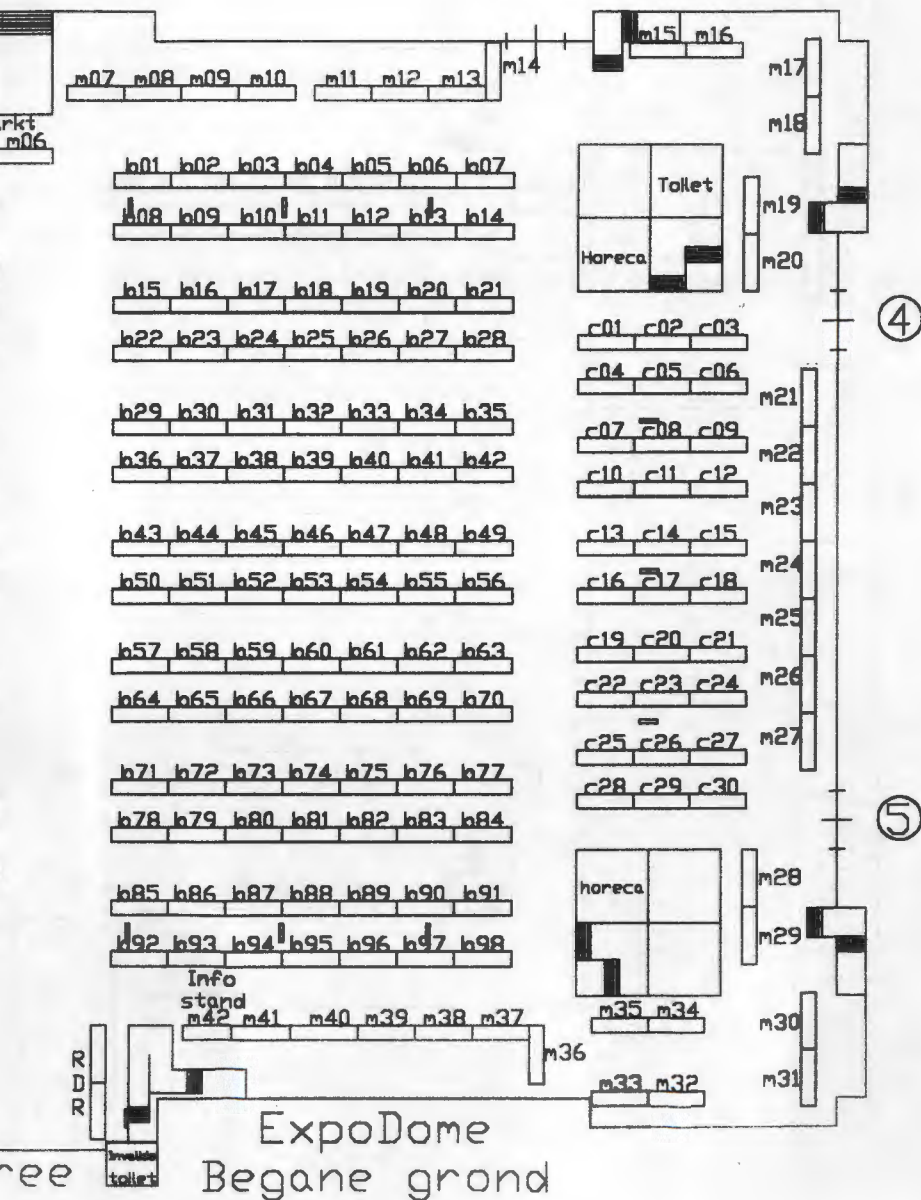 m15 m16
m14
m17
m07 m08 m09 m10 m11 m12 m13
m18
m06
b01 b02 b03 b04 b05 b06 b07
Toilet
m19
b08 b09 b10 b11 b12 b13 b14
Horeca
m20
b15 b16 b17 b18 b19 b20 b21
4
c01 c02 c03
b22 b23 b24 b25 b26 b27 b28
c04 c05 c06
m21
b29 b30 b31 b32 b33 b34 b35
c07 c08 c09
m22
b36 b37 b38 b39 b40 b41 b42
c10 c11 c12
m23
b43 b44 b45 b46 b47 b48 b49
c13 c14 c15
m24
b50 b51 b52 b53 b54 b55 b56
c16 c17 c18
m25
b57 b58 b59 b60 b61 b62 b63
c19 c20 c21
m26
c22 c23 c24
b64 b65 b66 b67 b68 b69 b70
m27
c25 c26 c27
b71 b72 b73 b74 b75 b76 b77
c28 c29 c30
b78 b79 b80 b81 b82 b83 b84
5
horeca
m28
b85 b86 b87 b88 b89 b90 b91
m29
b92 b93 b94 b95 b96 b97 b98
Info
stand
m42 m41 m40 m39 m38 m37
m35 m34
m30
m36
RDR
m33 m32
m31
ExpoDome
Begane grond
Invalide
toilet